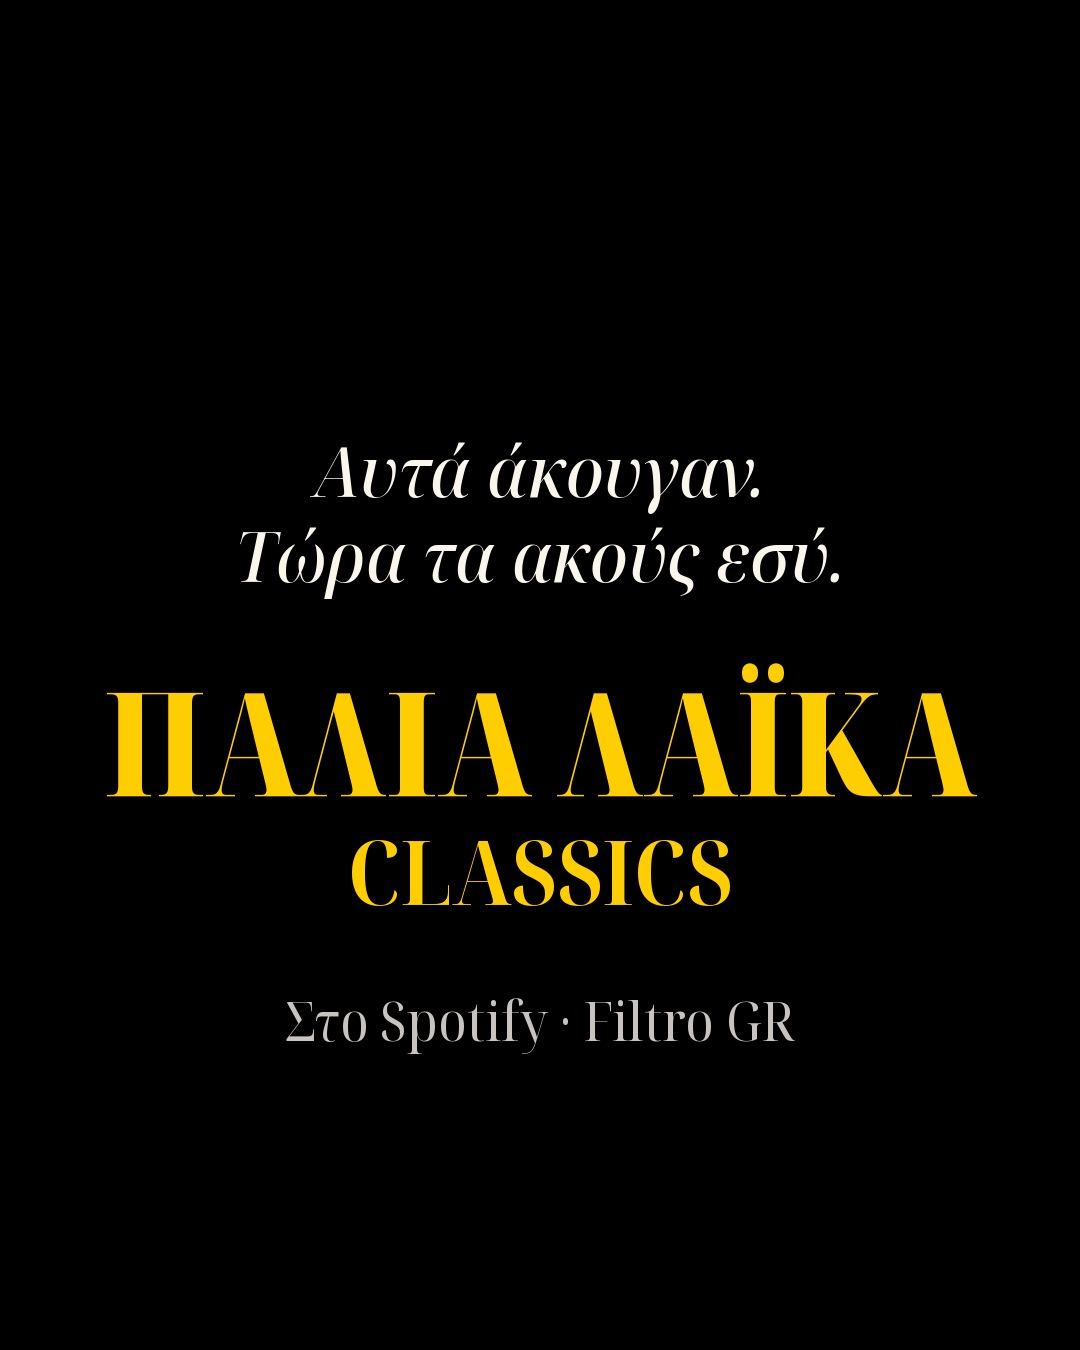 Αυτά άκουγαν.
Τώρα τα ακούς εσύ.
ΠΑΛΙΑ ΛΑΪΚΑ
CLASSICS
Στο Spotify · Filtro GR